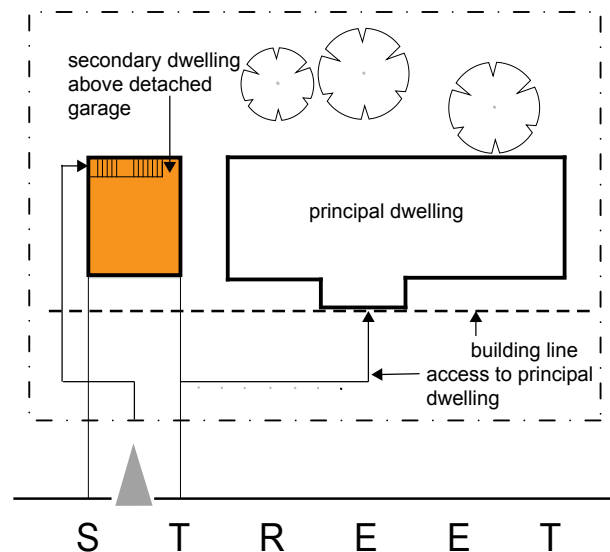 secondary dwelling
above detached
garage
principal dwelling
building line
access to principal
dwelling
S T R E E T